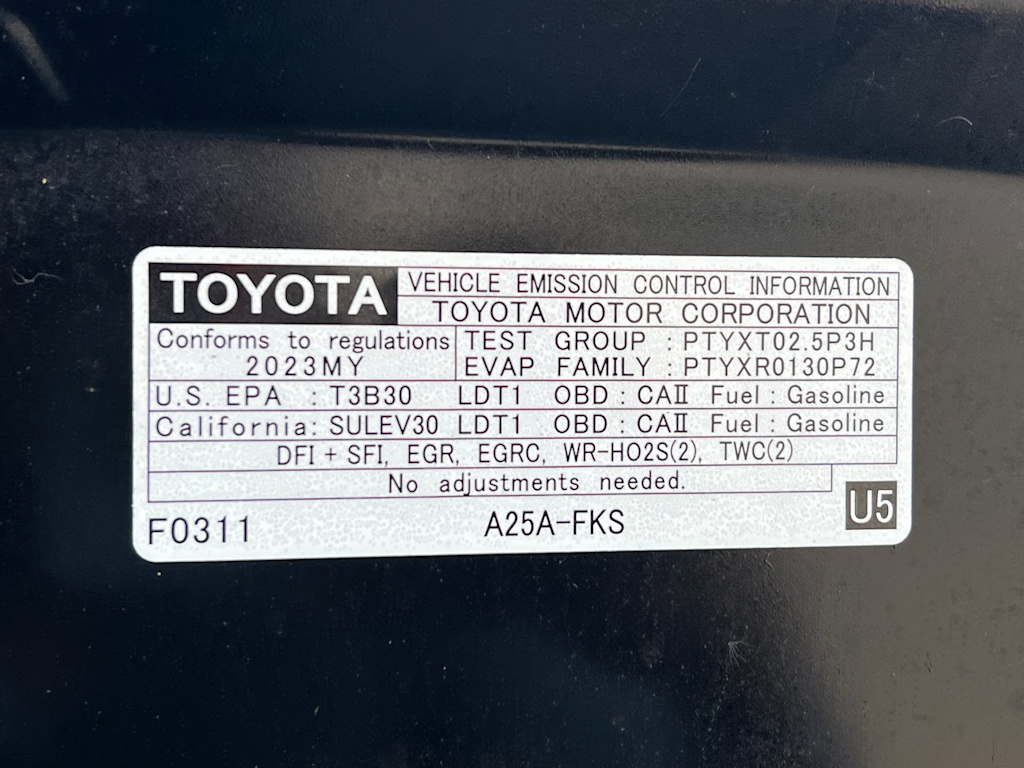 TOYOTA
VEHICLE EMISSION CONTROL INFORMATION
TOYOTA MOTOR CORPORATION
Conforms to regulations
2023MY
TEST GROUP : PTYXT02.5P3H
EVAP FAMILY : PTYXR0130P72
U.S. EPA : T3B30 LDT1 OBD : CAII Fuel : Gasoline
California: SULEV30 LDT1 OBD : CAII Fuel : Gasoline
DFI + SFI, EGR, EGRC, WR-HO2S(2), TWC(2)
No adjustments needed.
F0311 A25A-FKS U5